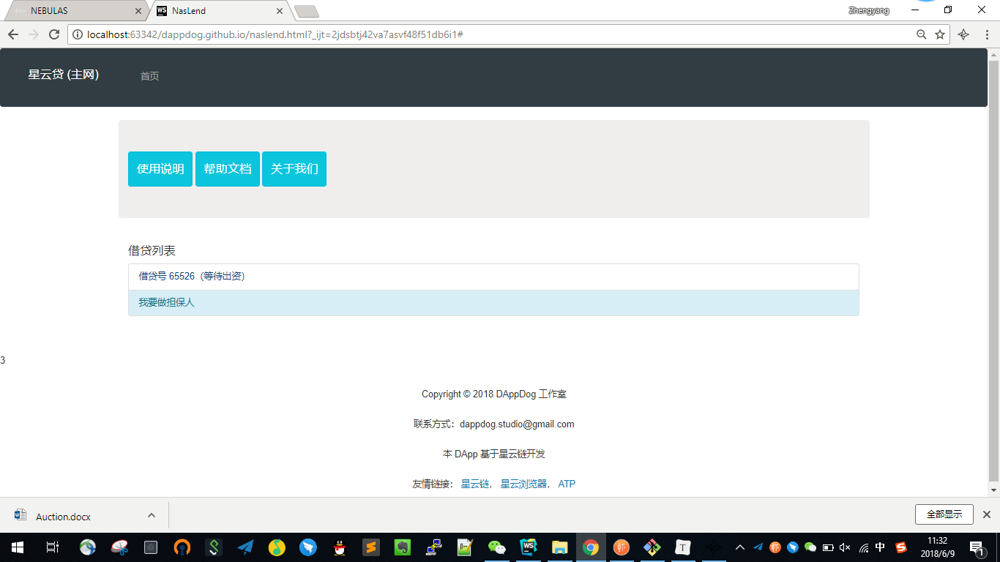 NEBULAS
NasLend
Zhengyang
localhost:63342/dappdog.github.io/naslend.html?_ijt=2jdsbtj42va7asvf48f51db6i1#
星云贷 (主网) 首页
使用说明 帮助文档 关于我们
借贷列表
借贷号 65526（等待出资）
我要做担保人
3
Copyright © 2018 DAppDog 工作室
联系方式：dappdog.studio@gmail.com
本 DApp 基于星云链开发
友情链接： 星云链， 星云浏览器， ATP
Auction.docx
全部显示
中
11:32
2018/6/9
1